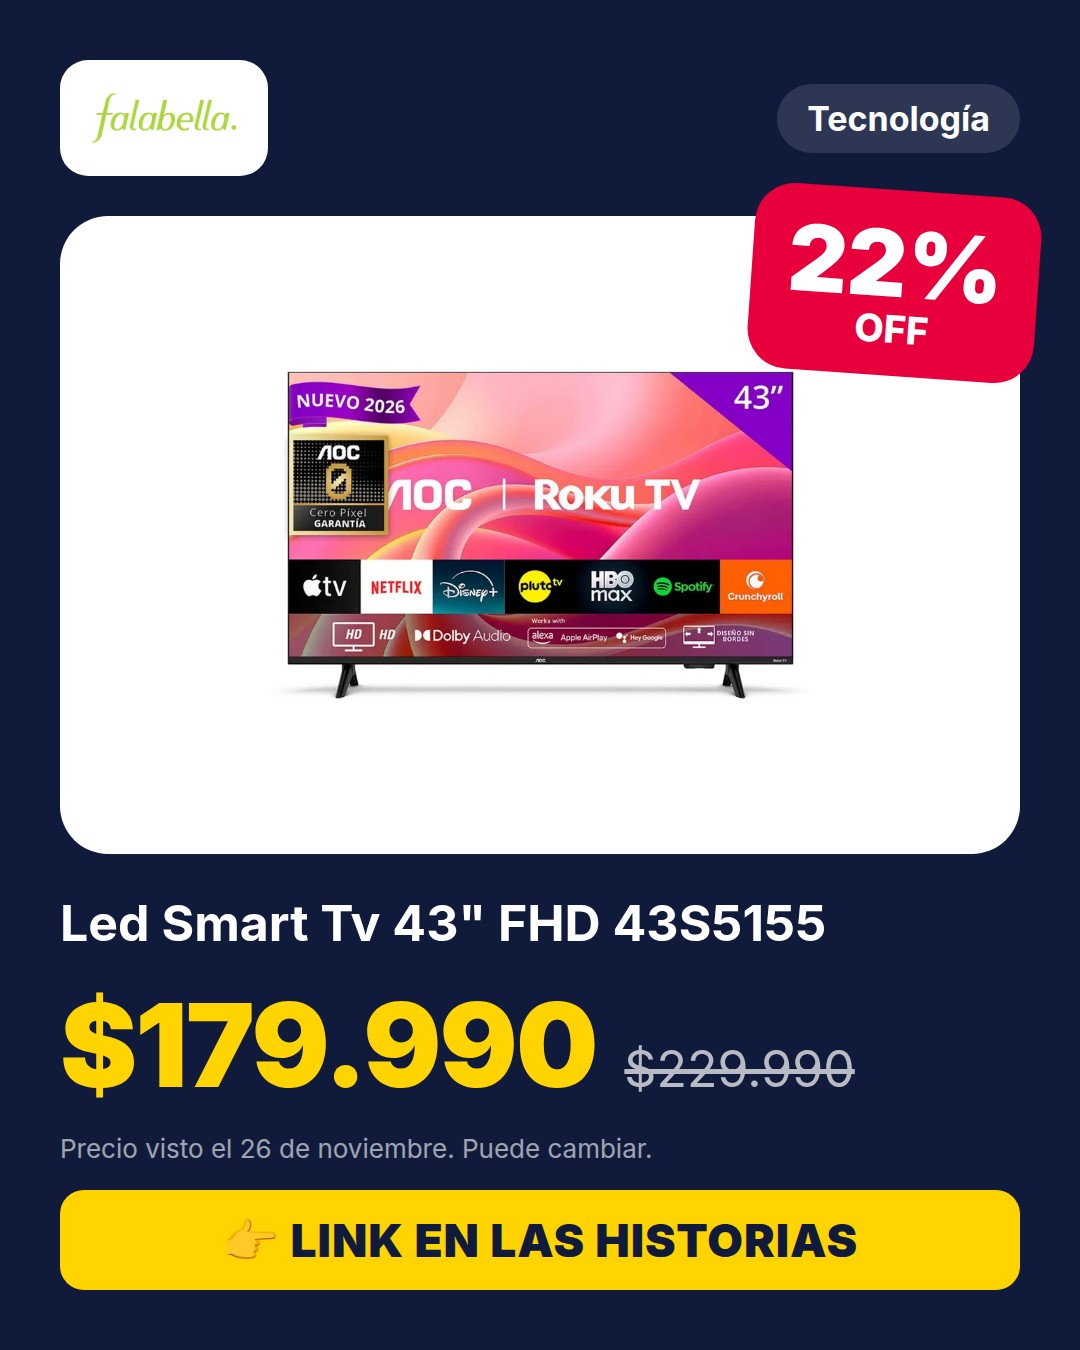 falabella.
Tecnología
22%
OFF
NUEVO 2026
43”
AOC
0
Cero Pixel
GARANTÍA
AOC | Roku TV
tv
NETFLIX
Disney+
pluto tv
HBO
max
Spotify
Crunchyroll
HD HD
Dolby Audio
Works with
alexa Apple AirPlay Hey Google
DISEÑO SIN
BORDES
AOC
Roku TV
Led Smart Tv 43" FHD 43S5155
$179.990 $229.990
Precio visto el 26 de noviembre. Puede cambiar.
👉 LINK EN LAS HISTORIAS